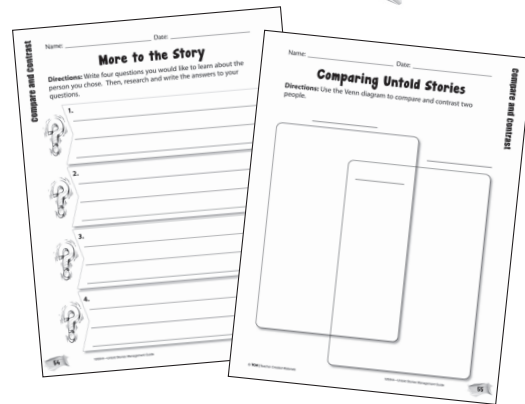 Compare and Contrast
Name: Date:
More to the Story
Directions: Write four questions you would like to learn about the
person you chose. Then, research and write the answers to your
questions.
1.
2.
3.
4.
54
Name: Date:
Compare and Contrast
Comparing Untold Stories
Directions: Use the Venn diagram to compare and contrast two
people.
55